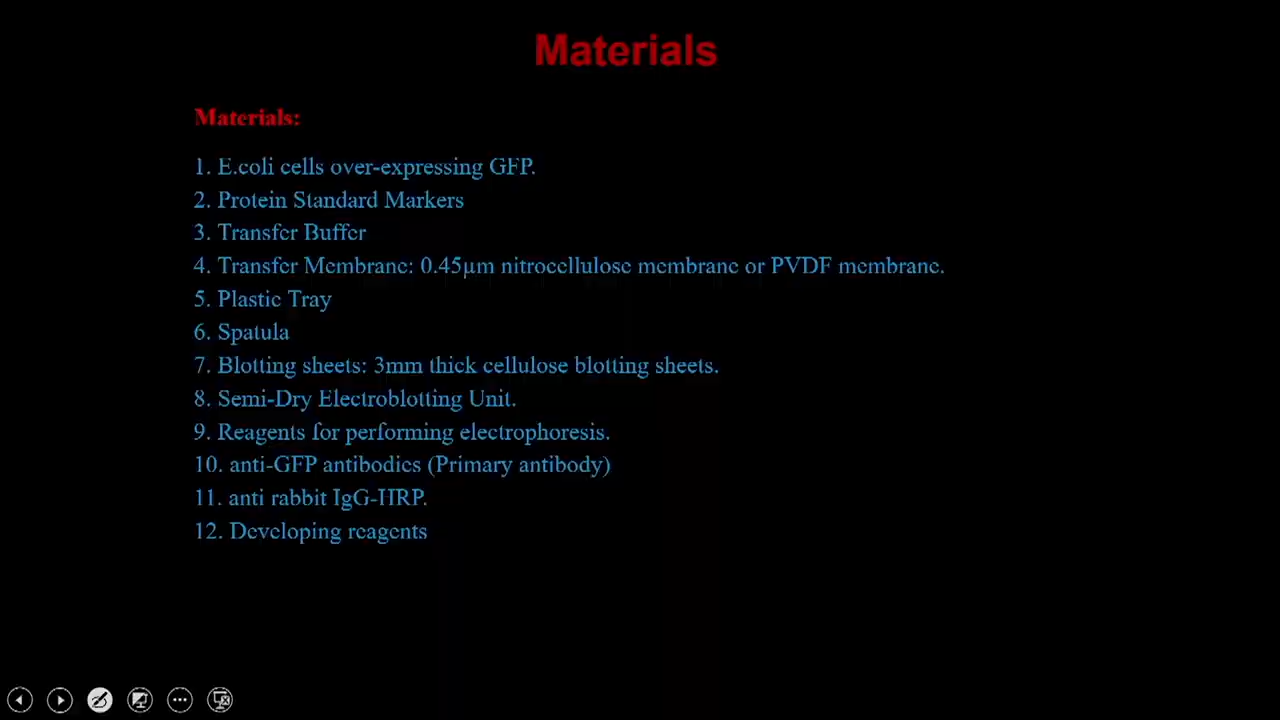 Materials
Materials:
1. E.coli cells over-expressing GFP.
2. Protein Standard Markers
3. Transfer Buffer
4. Transfer Membrane: 0.45µm nitrocellulose membrane or PVDF membrane.
5. Plastic Tray
6. Spatula
7. Blotting sheets: 3mm thick cellulose blotting sheets.
8. Semi-Dry Electroblotting Unit.
9. Reagents for performing electrophoresis.
10. anti-GFP antibodies (Primary antibody)
11. anti rabbit IgG-HRP.
12. Developing reagents